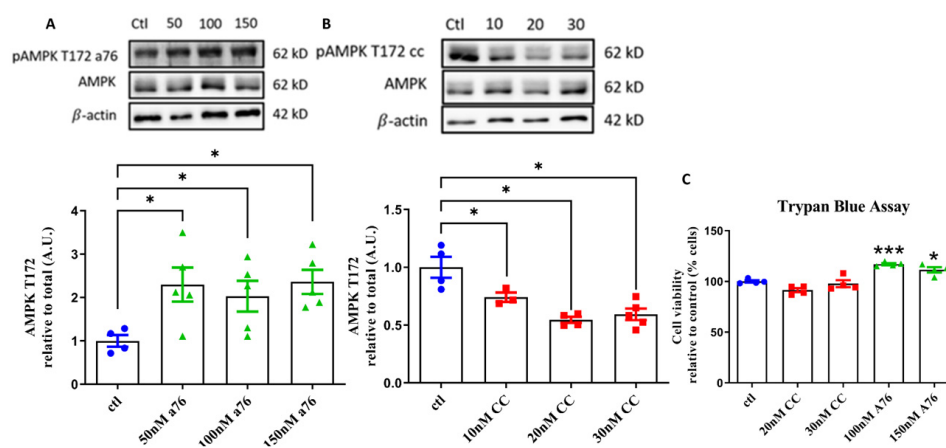 A
Ctl 50 100 150
pAMPK T172 a76 62 kD
AMPK 62 kD
β-actin 42 kD
B
Ctl 10 20 30
pAMPK T172 cc 62 kD
AMPK 62 kD
β-actin 42 kD
AMPK T172
relative to total (A.U.)
4
3
2
1
0
*
*
*
ctl
50nM a76
100nM a76
150nM a76
AMPK T172
relative to total (A.U.)
1.5
1.0
0.5
0.0
*
*
*
ctl
10nM CC
20nM CC
30nM CC
C
Trypan Blue Assay
Cell viability
relative to control (% cells)
150
100
50
0
***
*
ctl
20nM CC
30nM CC
100nM A76
150nM A76